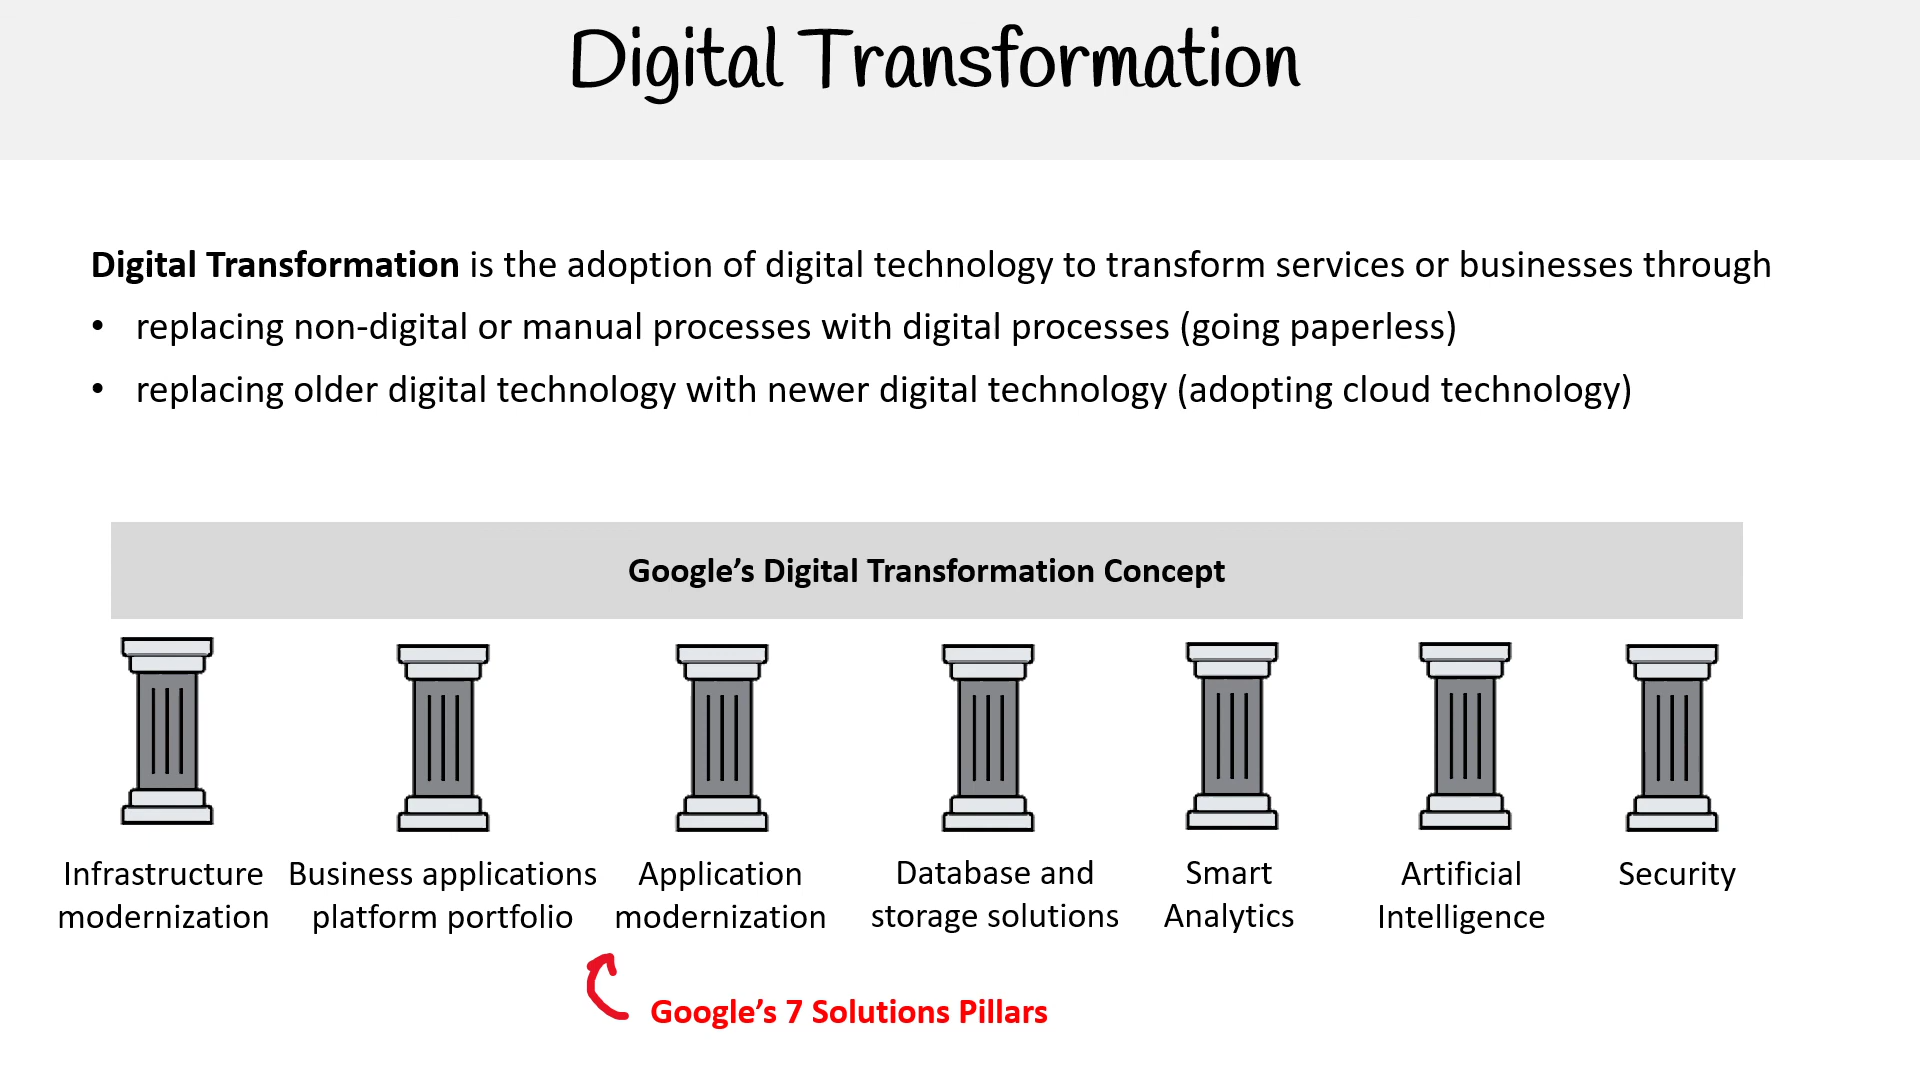 Digital Transformation
Digital Transformation is the adoption of digital technology to transform services or businesses through
• replacing non-digital or manual processes with digital processes (going paperless)
• replacing older digital technology with newer digital technology (adopting cloud technology)
Google’s Digital Transformation Concept
Infrastructure
modernization
Business applications
platform portfolio
Application
modernization
Database and
storage solutions
Smart
Analytics
Artificial
Intelligence
Security
Google’s 7 Solutions Pillars